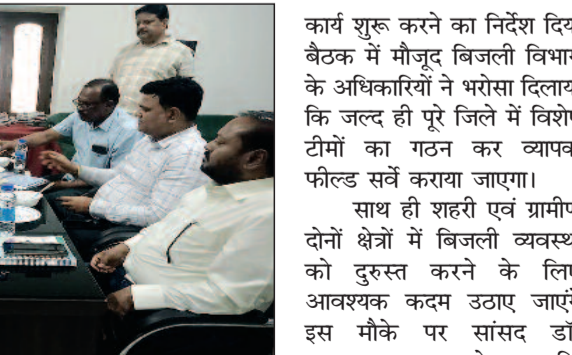 कार्य शुरू करने का निर्देश दिय
बैठक में मौजूद बिजली विभाग
के अधिकारियों ने भरोसा दिलाय
कि जल्द ही पूरे जिले में विशेष
टीमों का गठन कर व्यापक
फील्ड सर्वे कराया जाएगा।
साथ ही शहरी एवं ग्रामीण
दोनों क्षेत्रों में बिजली व्यवस्थ
को दुरुस्त करने के लिए
आवश्यक कदम उठाए जाएंगे
इस मौके पर सांसद डॉ